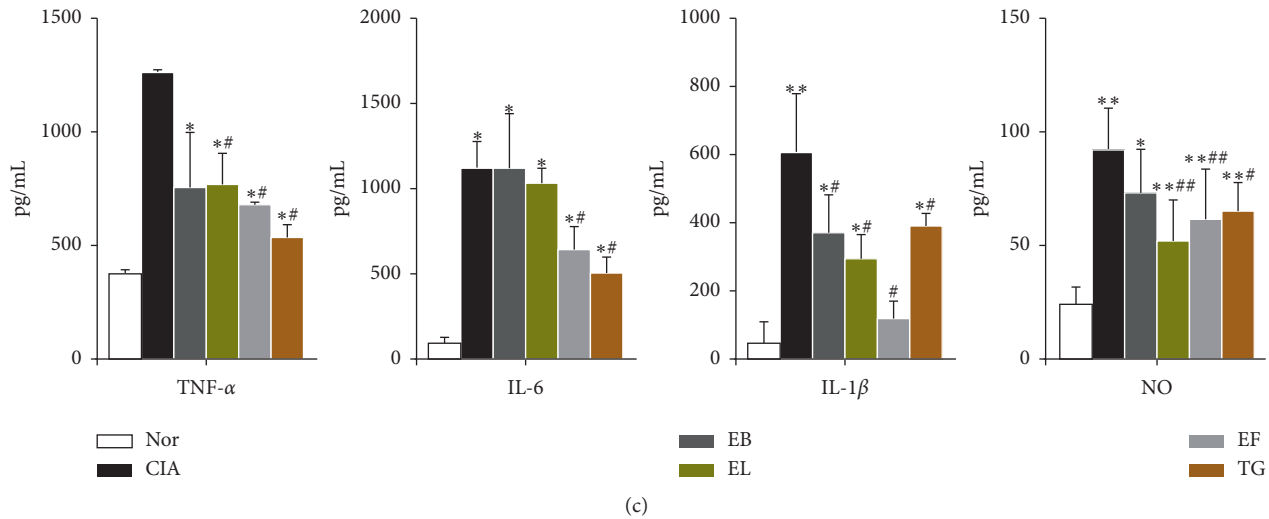 1500
1000
500
0
pg/mL
*
*#
*#
*#
TNF-α
2000
1500
1000
500
0
pg/mL
*
*
*
*#
*#
IL-6
1000
800
600
400
200
0
pg/mL
**
*#
*#
#
*#
IL-1β
150
100
50
0
pg/mL
**
*
**##
**##
**#
NO
Nor
CIA
EB
EL
EF
TG
(c)